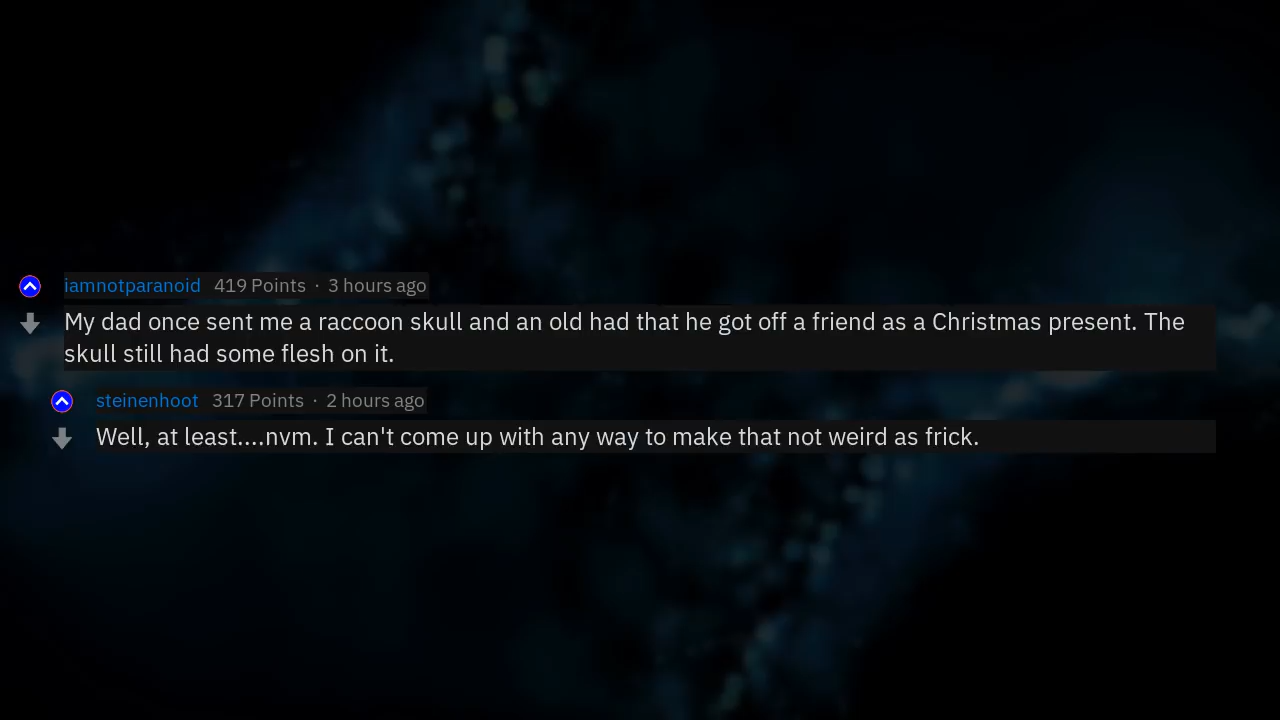 iamnotparanoid 419 Points · 3 hours ago
My dad once sent me a raccoon skull and an old had that he got off a friend as a Christmas present. The
skull still had some flesh on it.
steinenhoot 317 Points · 2 hours ago
Well, at least....nvm. I can't come up with any way to make that not weird as frick.